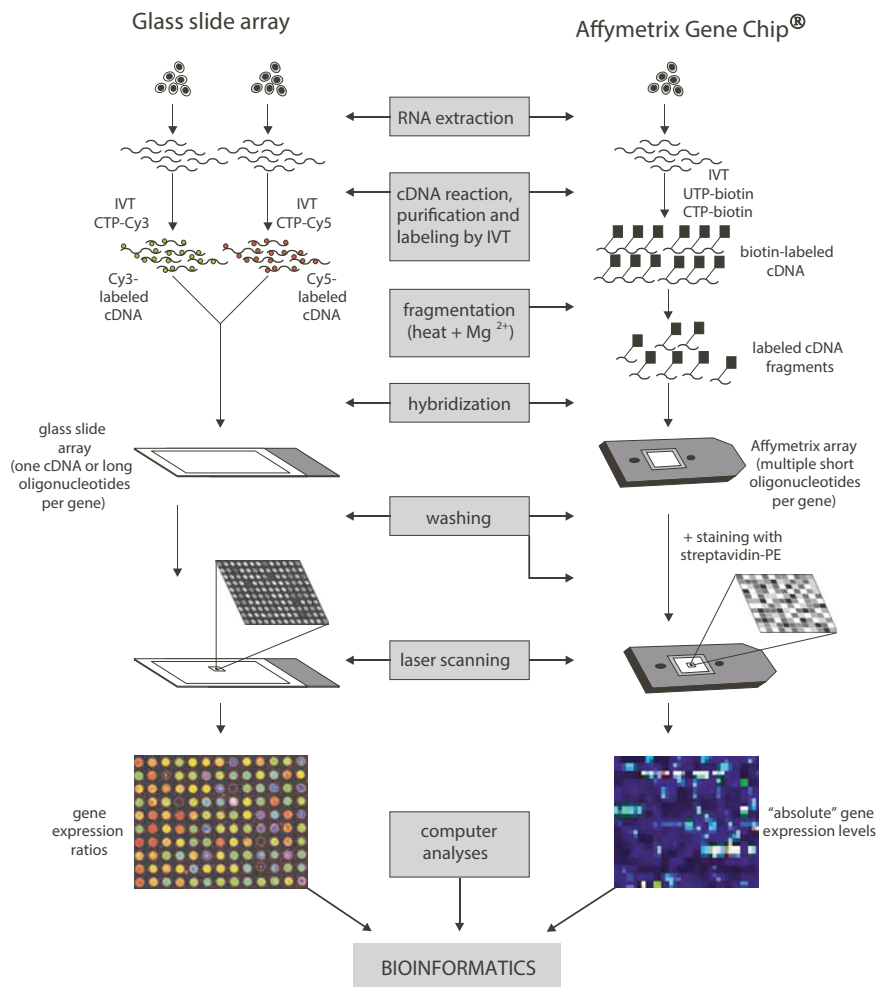 Glass slide array
Affymetrix Gene Chip®
RNA extraction
IVT
CTP-Cy3
IVT
CTP-Cy5
cDNA reaction,
purification and
labeling by IVT
IVT
UTP-biotin
CTP-biotin
Cy3-
labeled
cDNA
Cy5-
labeled
cDNA
biotin-labeled
cDNA
fragmentation
(heat + Mg 2+)
labeled cDNA
fragments
hybridization
glass slide
array
(one cDNA or long
oligonucleotides
per gene)
Affymetrix array
(multiple short
oligonucleotides
per gene)
washing
+ staining with
streptavidin-PE
laser scanning
gene
expression
ratios
computer
analyses
"absolute" gene
expression levels
BIOINFORMATICS